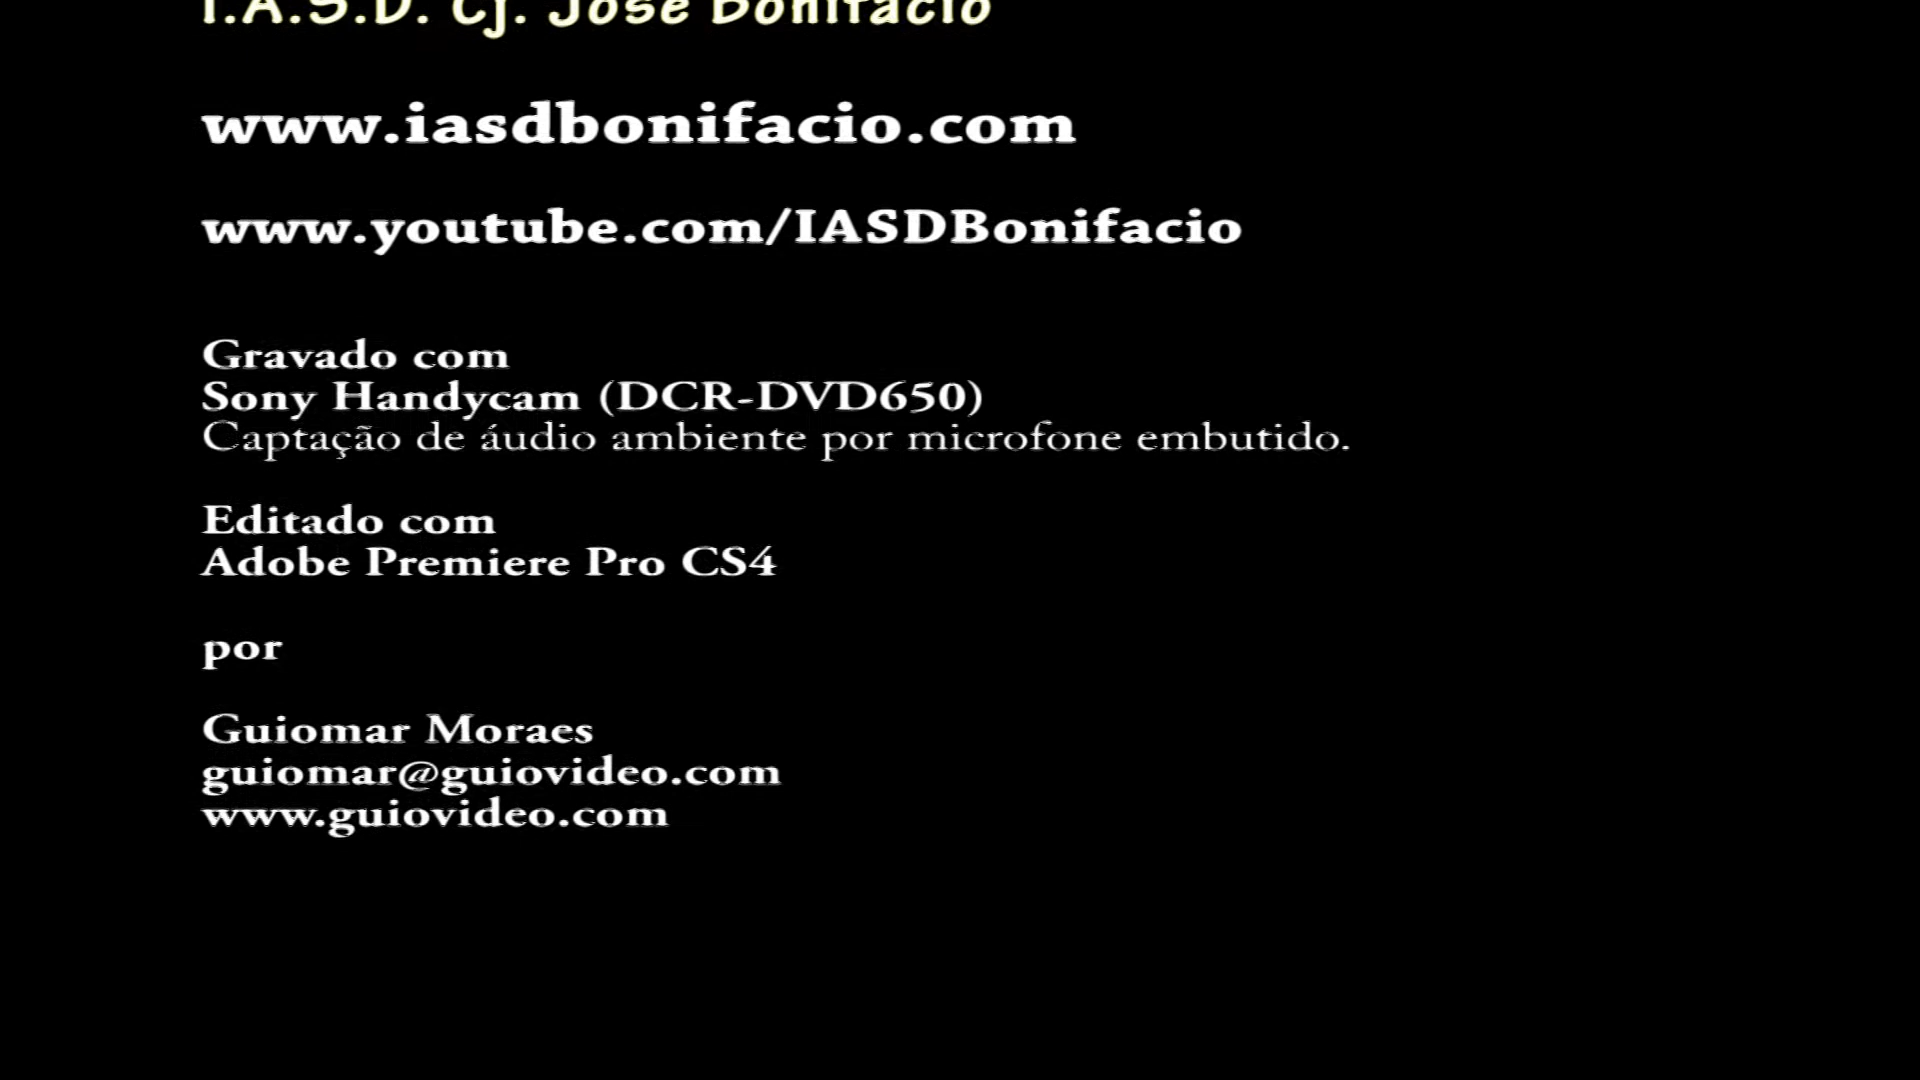 I.A.S.D. Cj. José Bonifácio
www.iasdbonifacio.com
www.youtube.com/IASDBonifacio
Gravado com
Sony Handycam (DCR-DVD650)
Captação de áudio ambiente por microfone embutido.
Editado com
Adobe Premiere Pro CS4
por
Guiomar Moraes
guiomar@guiovideo.com
www.guiovideo.com